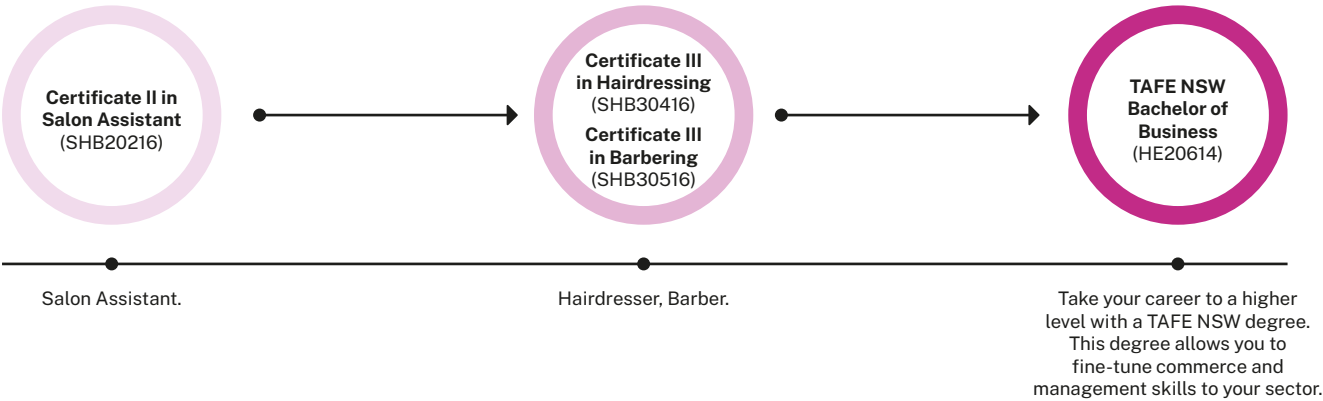 Certificate II in
Salon Assistant
(SHB20216)
Certificate III
in Hairdressing
(SHB30416)
Certificate III
in Barbering
(SHB30516)
TAFE NSW
Bachelor of
Business
(HE20614)
Salon Assistant.
Hairdresser, Barber.
Take your career to a higher
level with a TAFE NSW degree.
This degree allows you to
fine-tune commerce and
management skills to your sector.